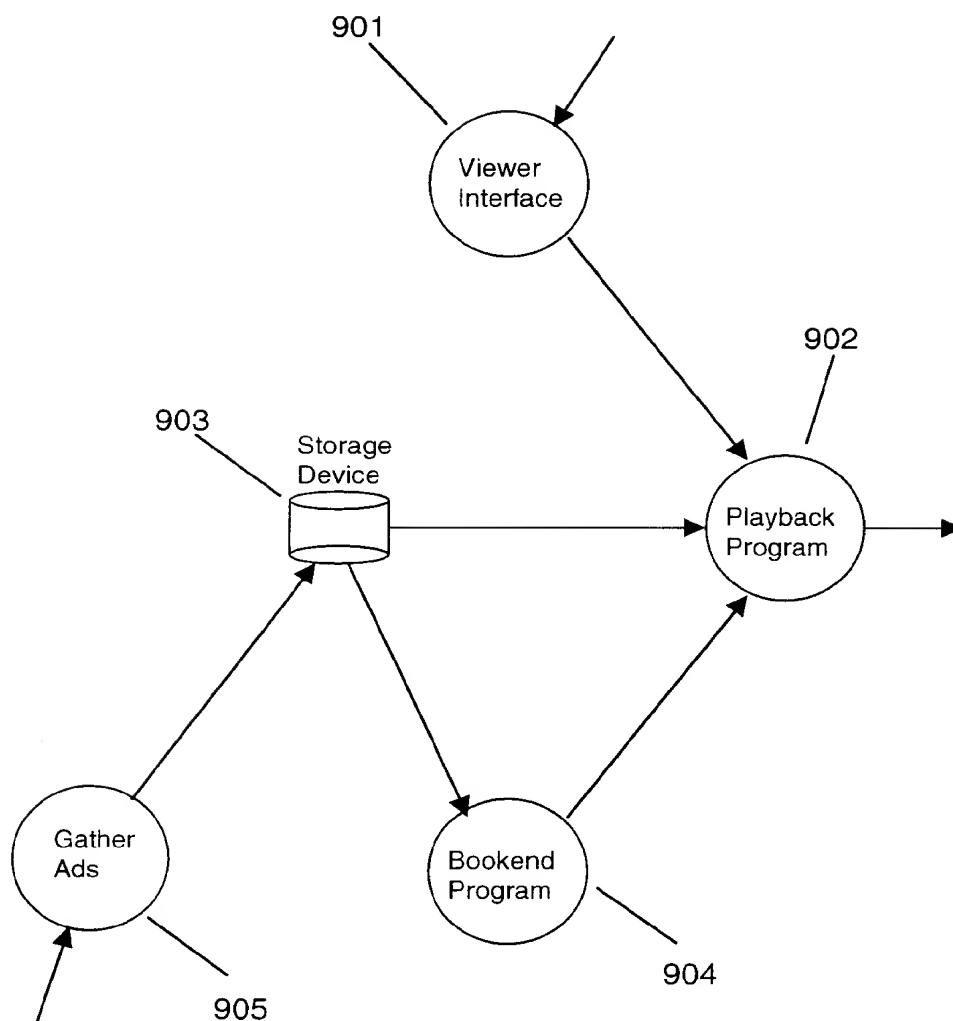 901
Viewer
Interface
902
903
Storage
Device
Playback
Program
Gather
Ads
Bookend
Program
904
905